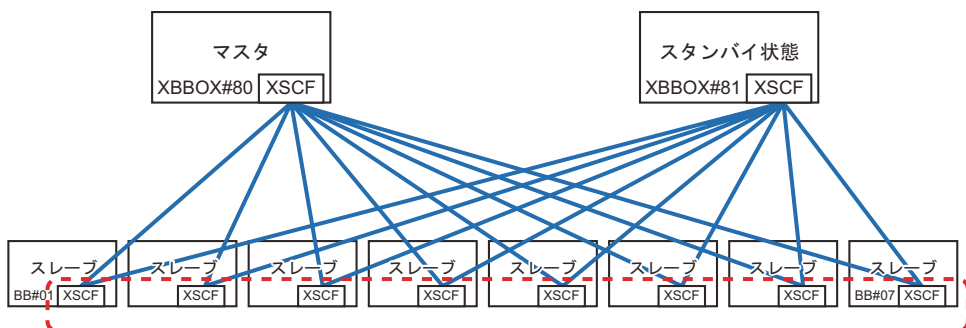 マスタ
XBBOX#80 XSCF
スタンバイ状態
XBBOX#81 XSCF
スレーブ スレーブ スレーブ スレーブ スレーブ スレーブ スレーブ スレーブ
BB#01 XSCF XSCF XSCF XSCF XSCF XSCF XSCF BB#07 XSCF